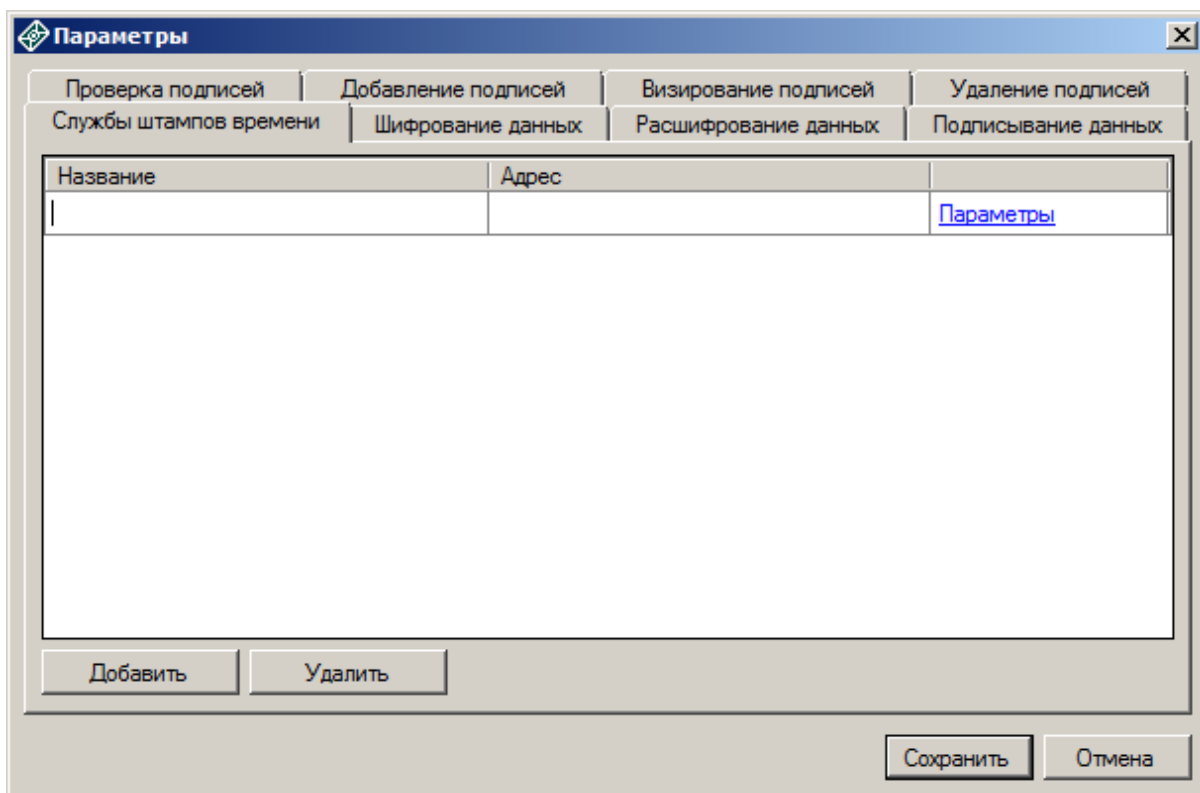 Параметры
Проверка подписей Добавление подписей Визирование подписей Удаление подписей
Службы штампов времени Шифрование данных Расшифрование данных Подписывание данных
Название Адрес
Параметры
Добавить Удалить
Сохранить Отмена